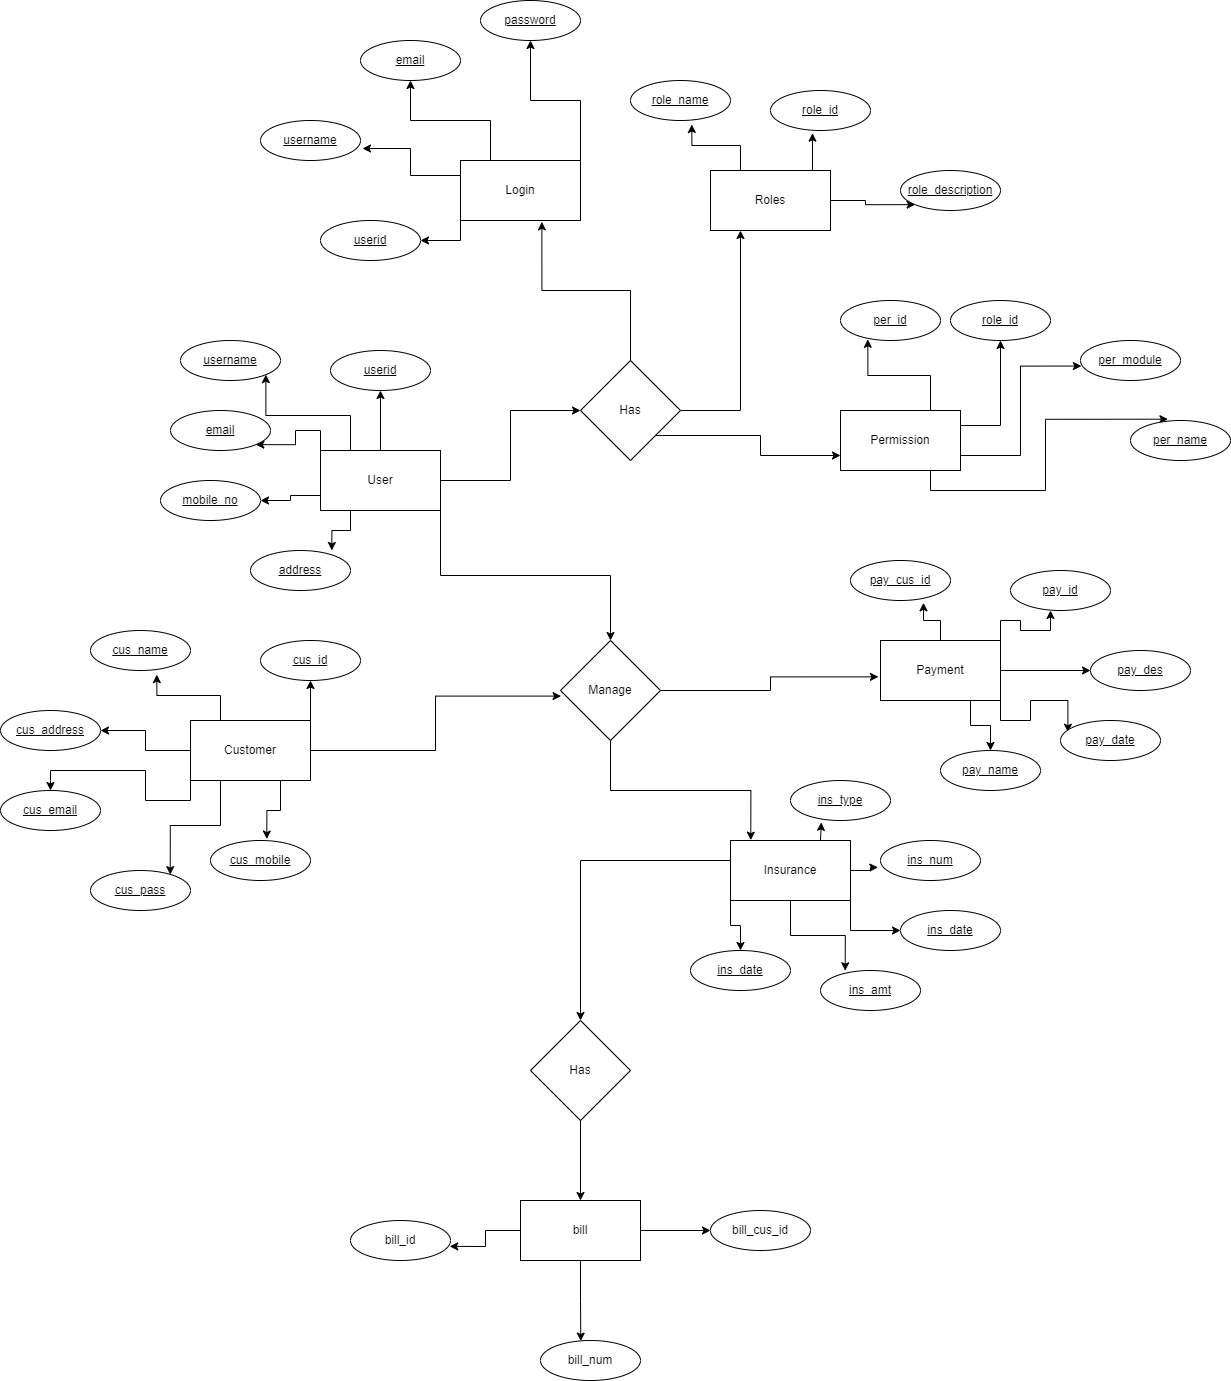 password
email
role_name
role_id
username
Login
Roles
role_description
userid
per_id
role_id
username
userid
per_module
Has
email
Permission
per_name
User
mobile_no
address
pay_cus_id
pay_id
cus_name
cus_id
Payment
pay_des
Manage
cus_address
Customer
pay_date
pay_name
cus_email
ins_type
cus_mobile
ins_num
Insurance
cus_pass
ins_date
ins_date
ins_amt
Has
bill_id
bill
bill_cus_id
bill_num